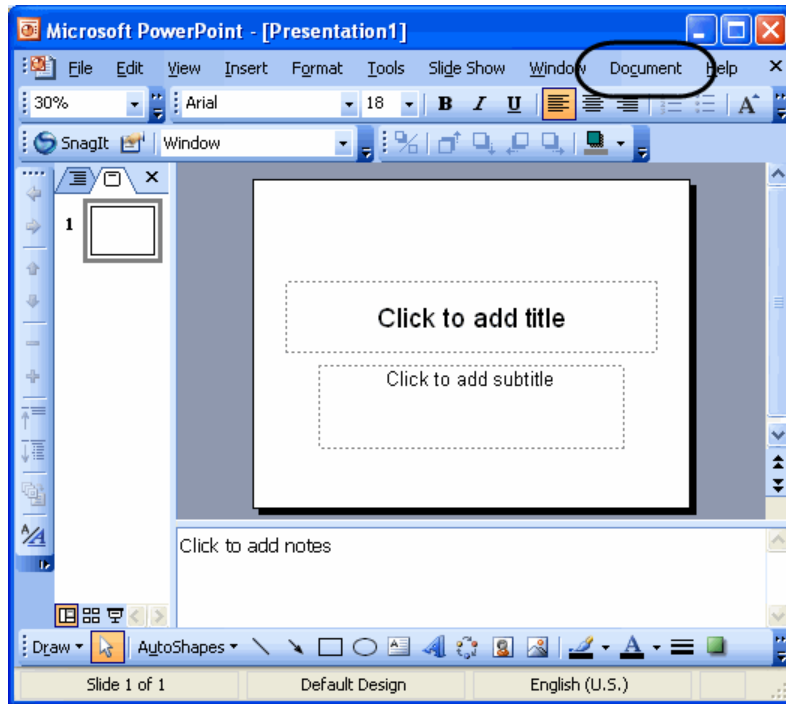 Microsoft PowerPoint - [Presentation1]
File Edit View Insert Format Tools Slide Show Window Document Help
30% Arial 18 B I U A
SnagIt Window
1
Click to add title
Click to add subtitle
Click to add notes
Draw AutoShapes A
Slide 1 of 1 Default Design English (U.S.)